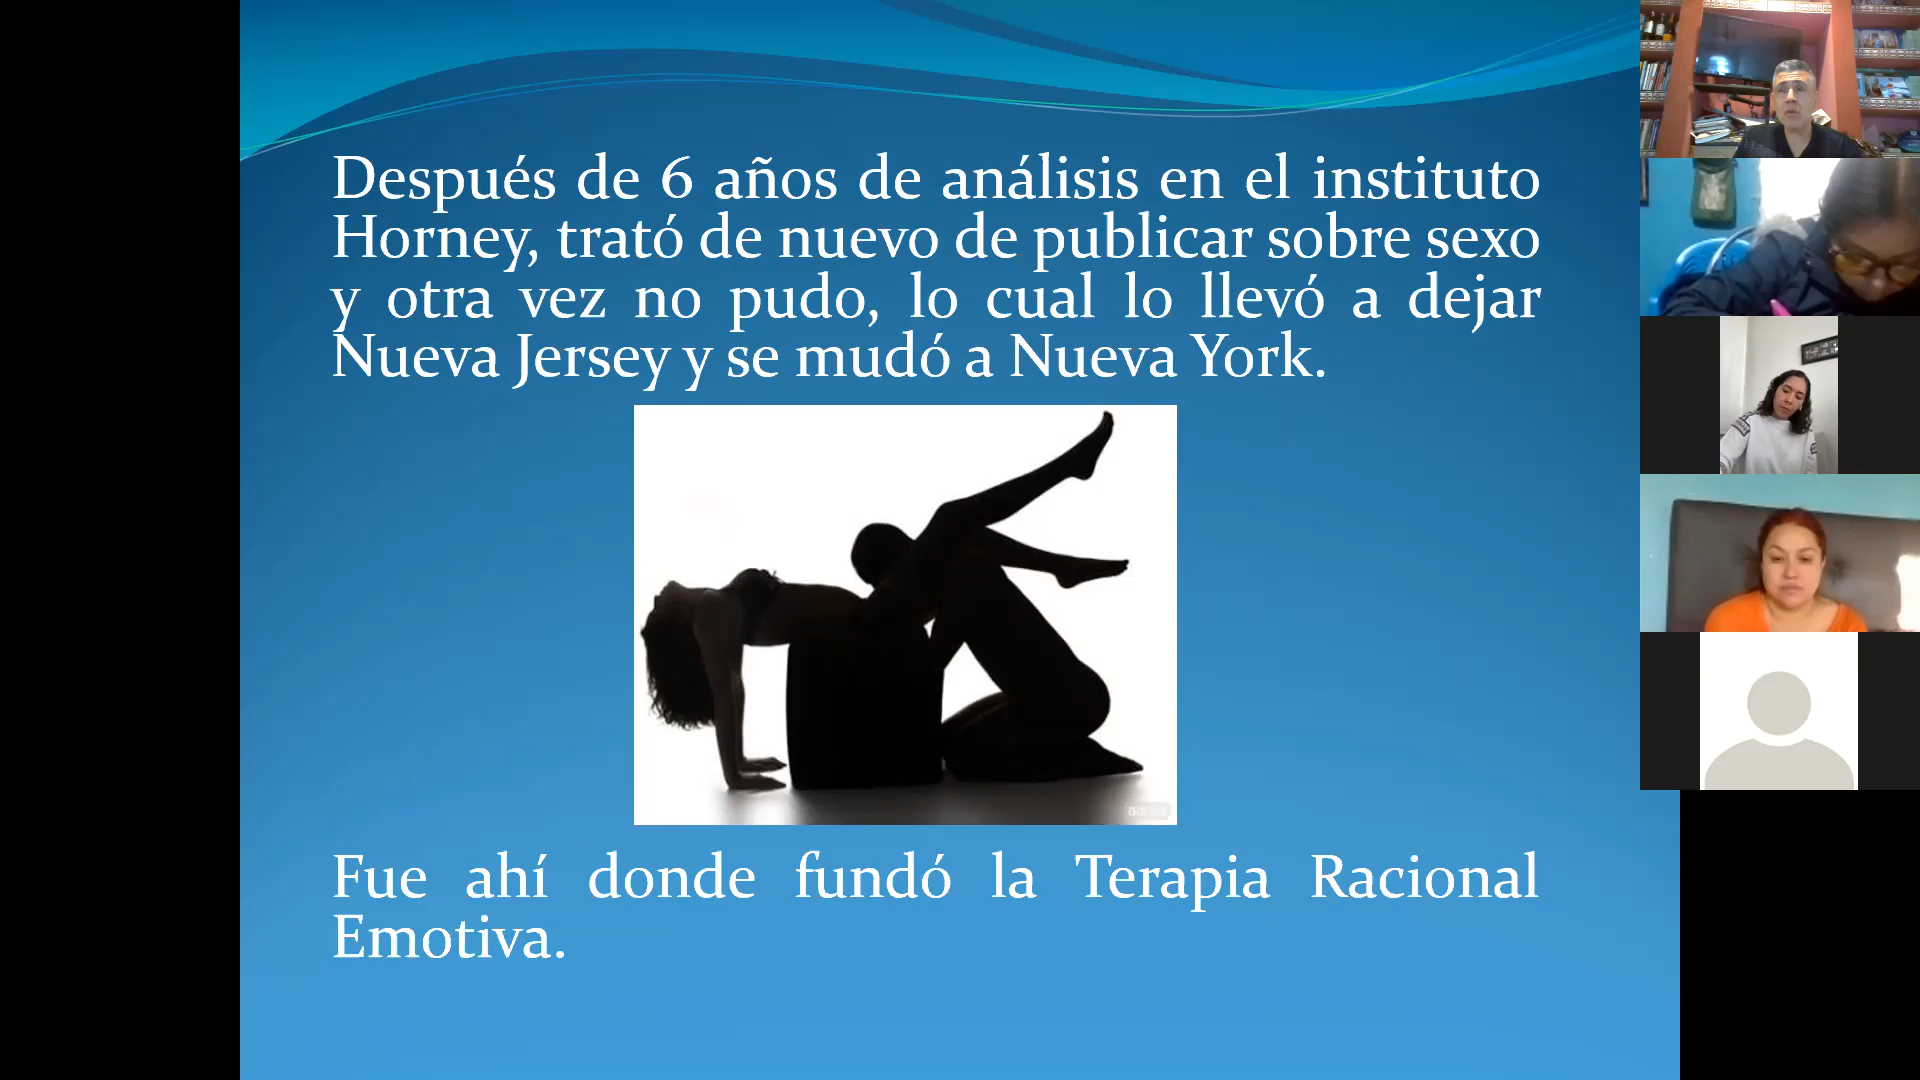 Después de 6 años de análisis en el instituto
Horney, trató de nuevo de publicar sobre sexo
y otra vez no pudo, lo cual lo llevó a dejar
Nueva Jersey y se mudó a Nueva York.
Fue ahí donde fundó la Terapia Racional
Emotiva.